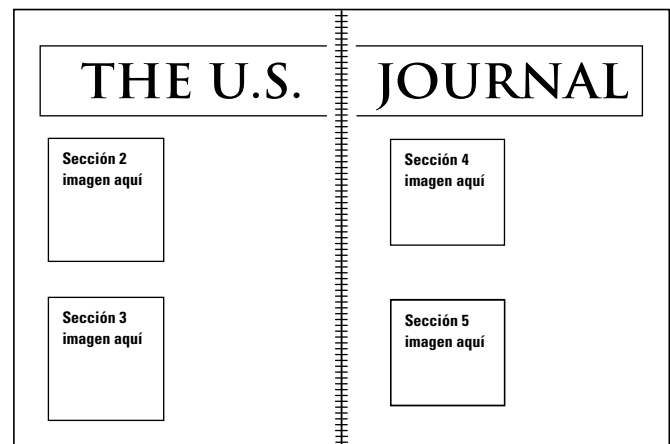 THE U.S. JOURNAL
Sección 2
imagen aquí
Sección 3
imagen aquí
Sección 4
imagen aquí
Sección 5
imagen aquí